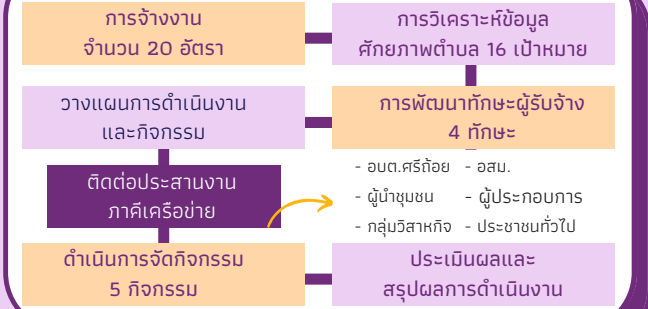 การจ้างงาน
จำนวน 20 อัตรา
การวิเคราะห์ข้อมูล
ศักยภาพตำบล 16 เป้าหมาย
วางแผนการดำเนินงาน
และกิจกรรม
การพัฒนาทักษะผู้รับจ้าง
4 ทักษะ
ติดต่อประสานงาน
ภาคีเครือข่าย
- อบต.ศรีถ้อย - อสม.
- ผู้นำชุมชน - ผู้ประกอบการ
- กลุ่มวิสาหกิจ - ประชาชนทั่วไป
ดำเนินการจัดกิจกรรม
5 กิจกรรม
ประเมินผลและ
สรุปผลการดำเนินงาน